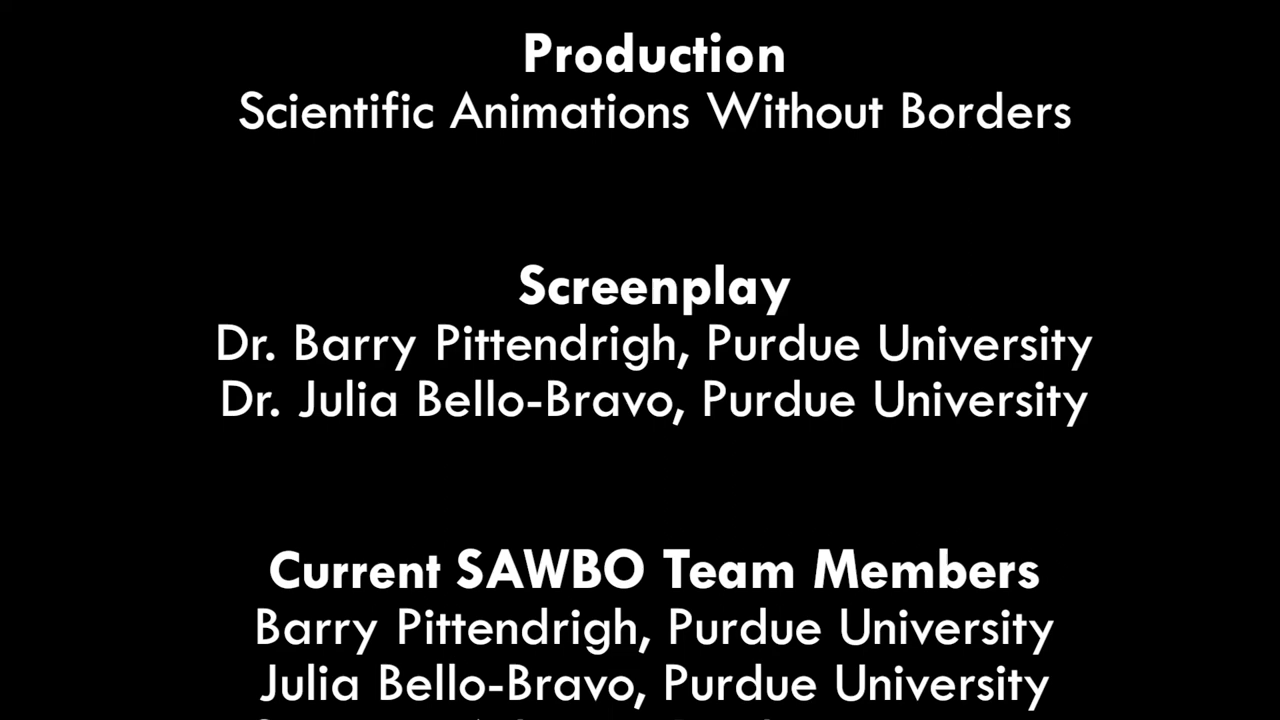 Production
Scientific Animations Without Borders
Screenplay
Dr. Barry Pittendrigh, Purdue University
Dr. Julia Bello-Bravo, Purdue University
Current SAWBO Team Members
Barry Pittendrigh, Purdue University
Julia Bello-Bravo, Purdue University